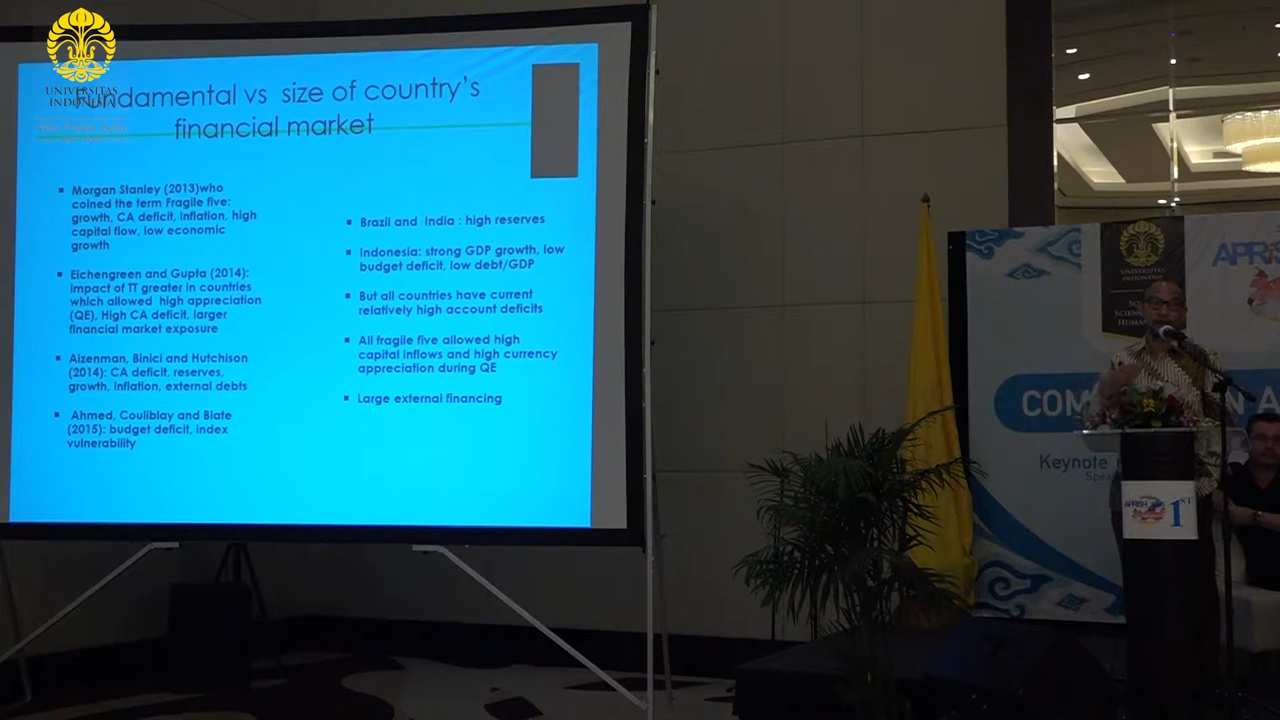 UNIVERSITAS
INDONESIA
Fundamental vs size of country's
financial market
Morgan Stanley (2013)who
coined the term Fragile five:
growth, CA deficit, inflation, high
capital flow, low economic
growth
Eichengreen and Gupta (2014):
impact of TT greater in countries
which allowed high appreciation
(QE). High CA deficit, larger
financial market exposure
Aizenman, Binici and Hutchison
(2014): CA deficit, reserves,
growth, inflation, external debts
Ahmed, Couliblay and Blate
(2015): budget deficit, index
vulnerability
Brazil and India : high reserves
Indonesia: strong GDP growth, low
budget deficit, low debt/GDP
But all countries have current
relatively high account deficits
All fragile five allowed high
capital inflows and high currency
appreciation during QE
Large external financing
UNIVERSITAS
INDONESIA
Keynote
APRISH
1ST